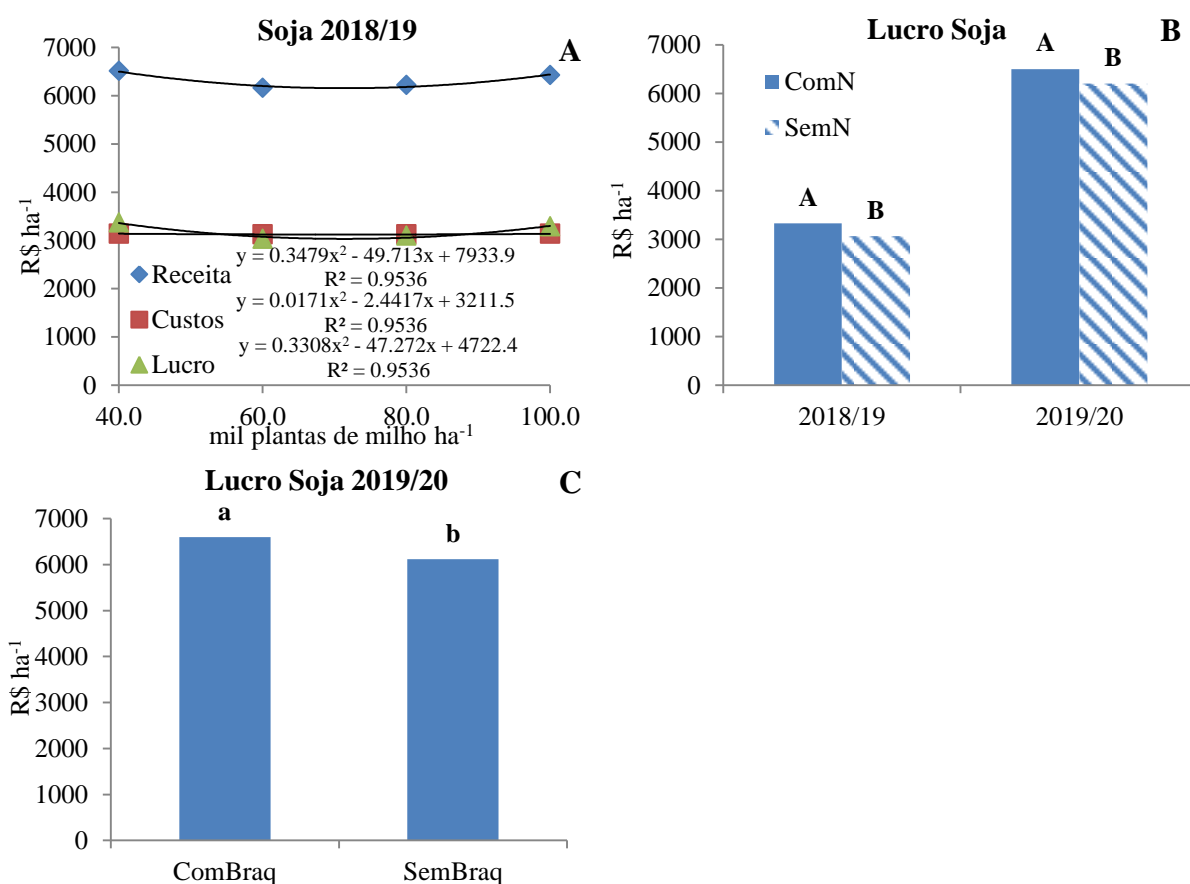 Soja 2018/19
A
7000
6000
5000
4000
3000
2000
1000
0
R$ ha-1
Receita
Custos
Lucro
y = 0.3479x² - 49.713x + 7933.9
R² = 0.9536
y = 0.0171x² - 2.4417x + 3211.5
R² = 0.9536
y = 0.3308x² - 47.272x + 4722.4
R² = 0.9536
40.0 60.0 80.0 100.0
mil plantas de milho ha-1
Lucro Soja
B
7000
6000
5000
4000
3000
2000
1000
0
R$ ha-1
ComN
SemN
A B
A B
2018/19 2019/20
Lucro Soja 2019/20
C
7000
6000
5000
4000
3000
2000
1000
0
R$ ha-1
a b
ComBraq SemBraq